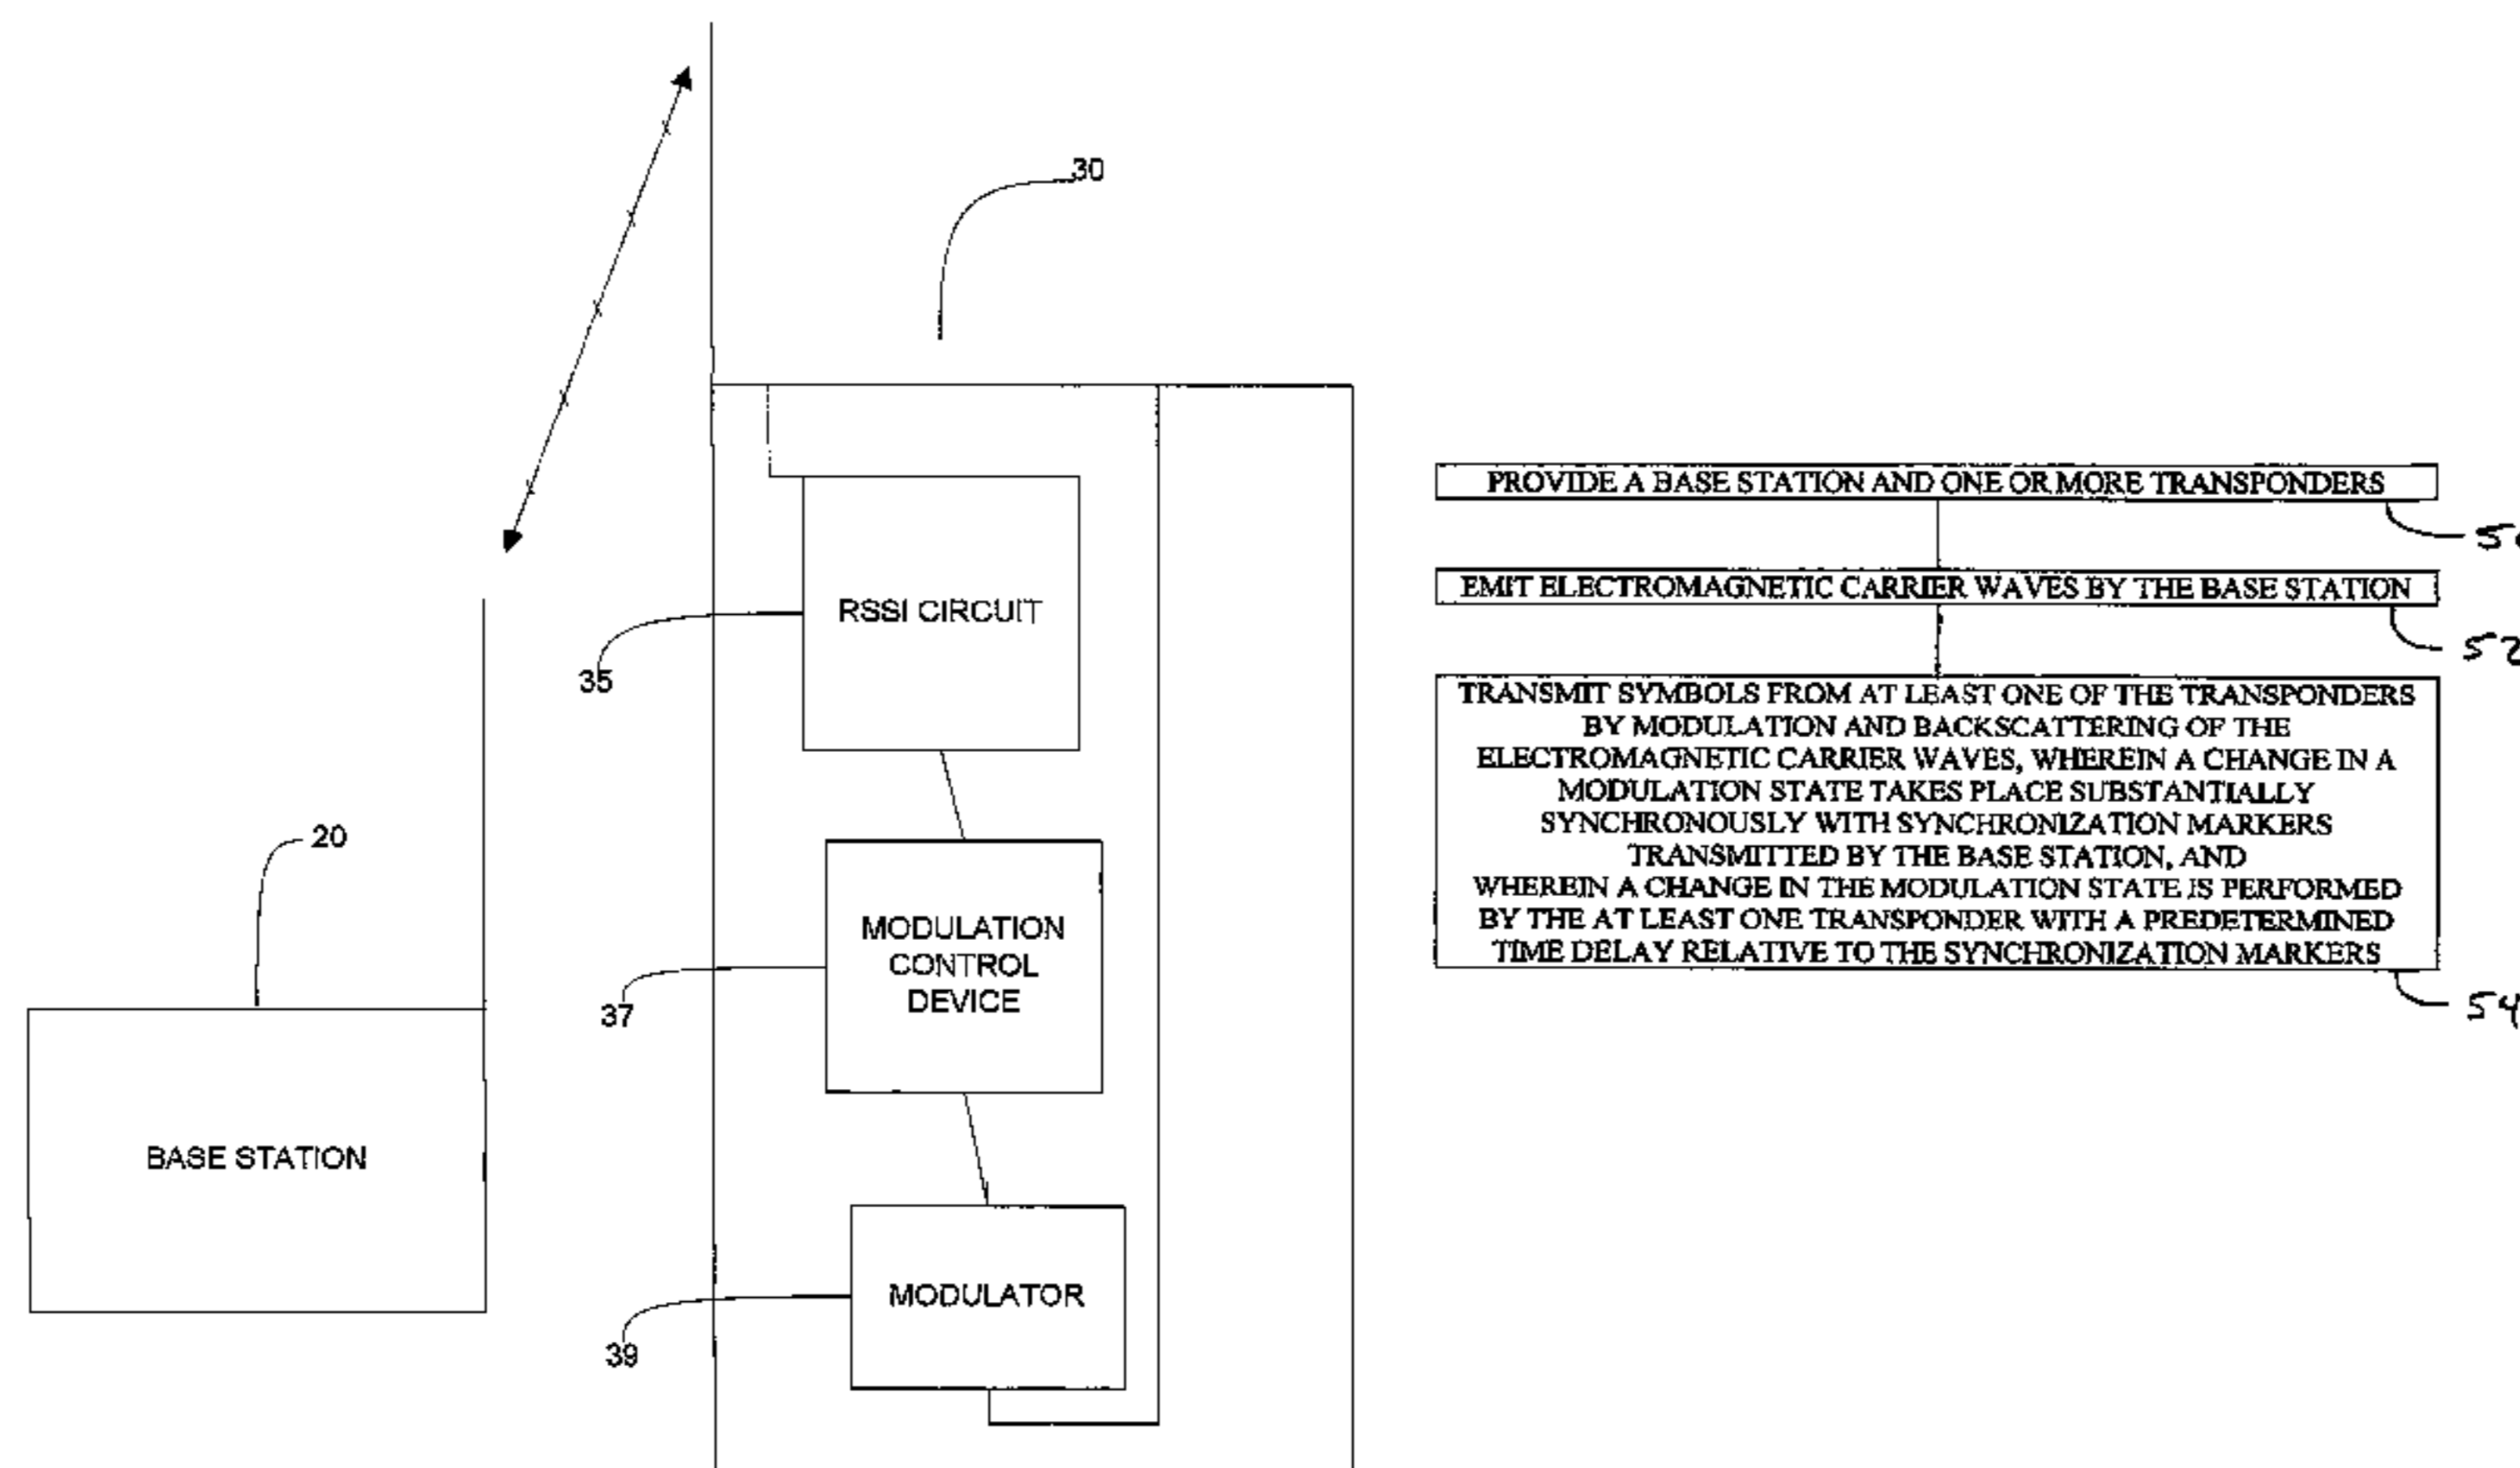 30
RSSI CIRCUIT
35
MODULATION
CONTROL
DEVICE
37
MODULATOR
39
20
BASE STATION
PROVIDE A BASE STATION AND ONE OR MORE TRANSPONDERS
EMIT ELECTROMAGNETIC CARRIER WAVES BY THE BASE STATION
52
TRANSMIT SYMBOLS FROM AT LEAST ONE OF THE TRANSPONDERS
BY MODULATION AND BACKSCATTERING OF THE
ELECTROMAGNETIC CARRIER WAVES, WHEREIN A CHANGE IN A
MODULATION STATE TAKES PLACE SUBSTANTIALLY
SYNCHRONOUSLY WITH SYNCHRONIZATION MARKERS
TRANSMITTED BY THE BASE STATION, AND
WHEREIN A CHANGE IN THE MODULATION STATE IS PERFORMED
BY THE AT LEAST ONE TRANSPONDER WITH A PREDETERMINED
TIME DELAY RELATIVE TO THE SYNCHRONIZATION MARKERS
54